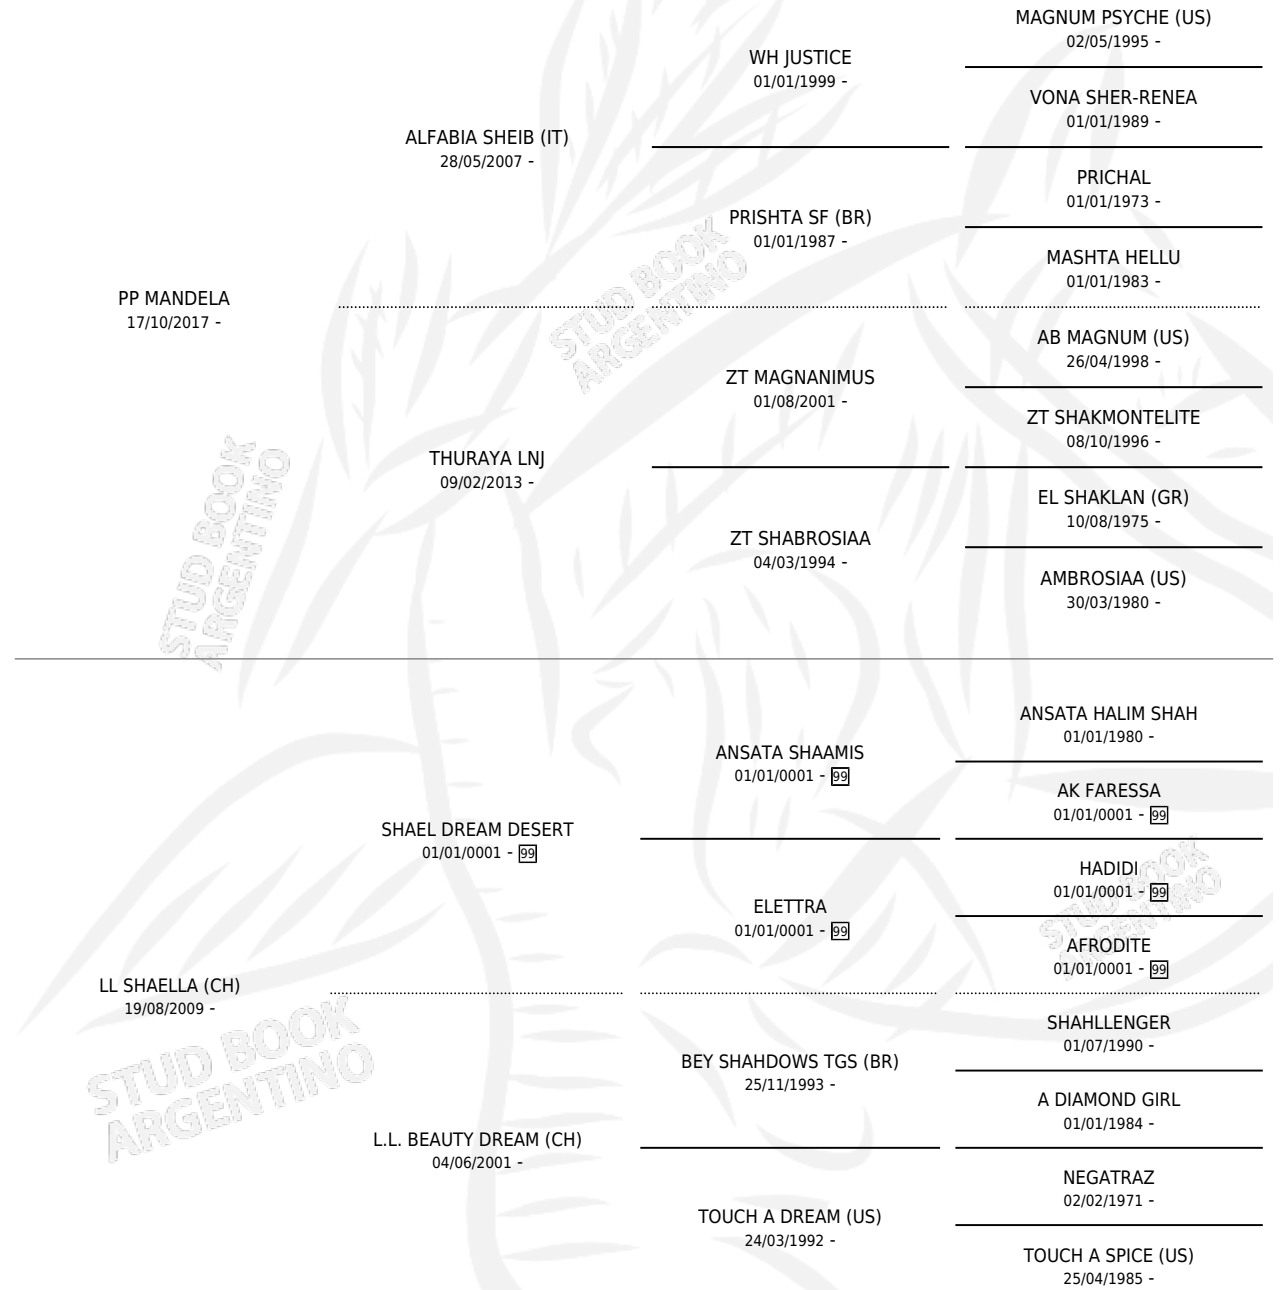 MAGNUM PSYCHE (US)
02/05/1995 -
WH JUSTICE
01/01/1999 -
VONA SHER-RENEA
01/01/1989 -
ALFABIA SHEIB (IT)
28/05/2007 -
PRICHAL
01/01/1973 -
PRISHTA SF (BR)
01/01/1987 -
MASHTA HELLU
01/01/1983 -
PP MANDELA
17/10/2017 -
AB MAGNUM (US)
26/04/1998 -
ZT MAGNANIMUS
01/08/2001 -
ZT SHAKMONTELITE
08/10/1996 -
THURAYA LNJ
09/02/2013 -
EL SHAKLAN (GR)
10/08/1975 -
ZT SHABROSIAA
04/03/1994 -
AMBROSIAA (US)
30/03/1980 -
STUD BOOK
ARGENTINO
STUD BOOK
ARGENTINO
ANSATA HALIM SHAH
01/01/1980 -
ANSATA SHAAMIS
01/01/0001 - 99
AK FARESSA
01/01/0001 - 99
SHAEL DREAM DESERT
01/01/0001 - 99
HADIDI
01/01/0001 - 99
ELETTRA
01/01/0001 - 99
AFRODITE
01/01/0001 - 99
LL SHAELLA (CH)
19/08/2009 -
SHAHLLENGER
01/07/1990 -
BEY SHAHDOWS TGS (BR)
25/11/1993 -
A DIAMOND GIRL
01/01/1984 -
L.L. BEAUTY DREAM (CH)
04/06/2001 -
NEGATRAZ
02/02/1971 -
TOUCH A DREAM (US)
24/03/1992 -
TOUCH A SPICE (US)
25/04/1985 -
STUD BOOK
ARGENTINO
STUD BOOK
ARGENTINO